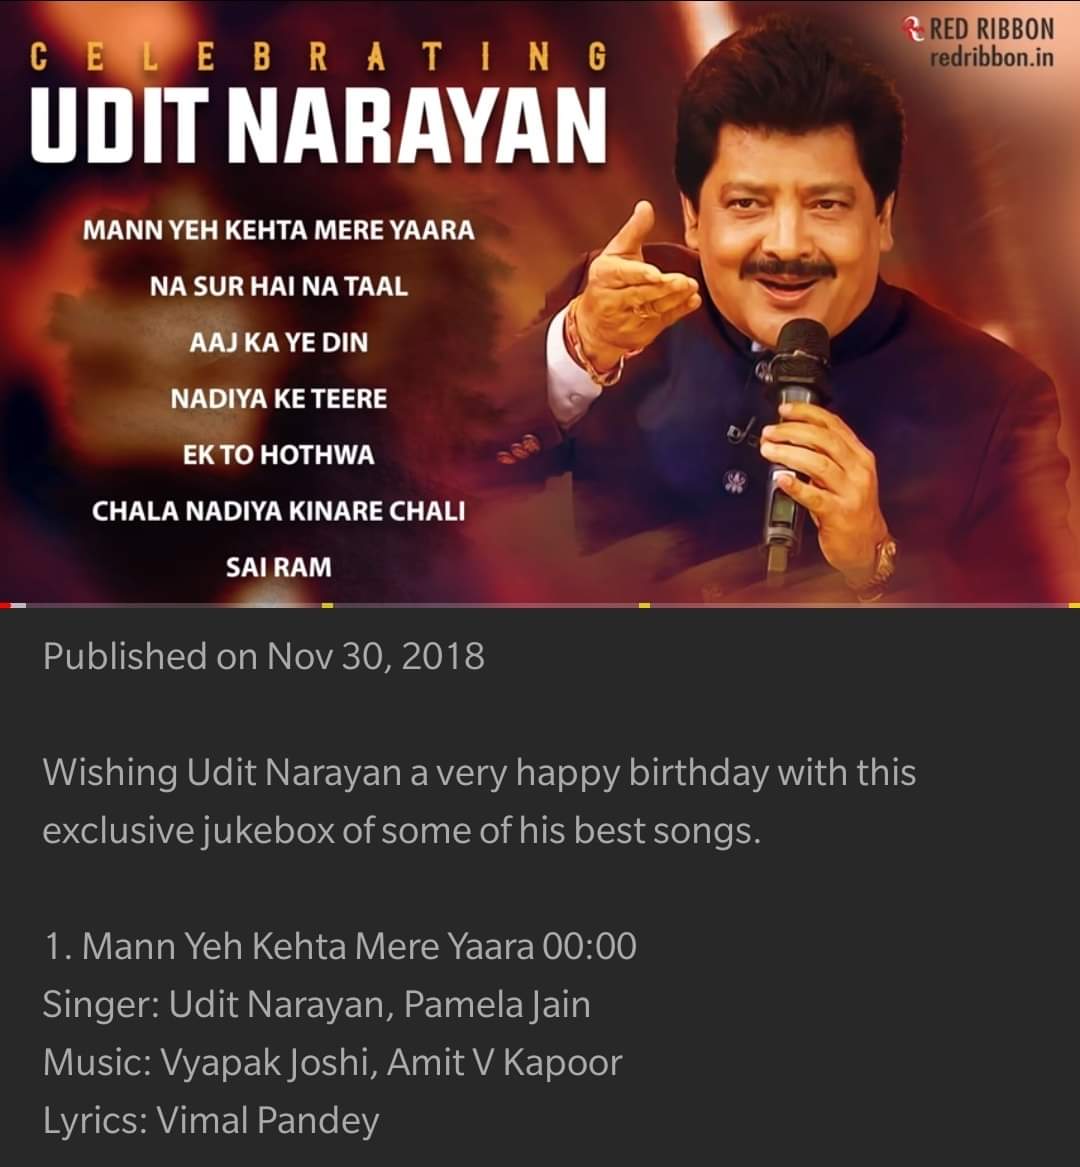 CELEBRATING
UDIT NARAYAN
RED RIBBON
redribbon.in
MANN YEH KEHTA MERE YAARA
NA SUR HAI NA TAAL
AAJ KA YE DIN
NADIYA KE TEERE
EK TO HOTHWA
CHALA NADIYA KINARE CHALI
SAI RAM
Published on Nov 30, 2018
Wishing Udit Narayan a very happy birthday with this
exclusive jukebox of some of his best songs.
1. Mann Yeh Kehta Mere Yaara 00:00
Singer: Udit Narayan, Pamela Jain
Music: Vyapak Joshi, Amit V Kapoor
Lyrics: Vimal Pandey